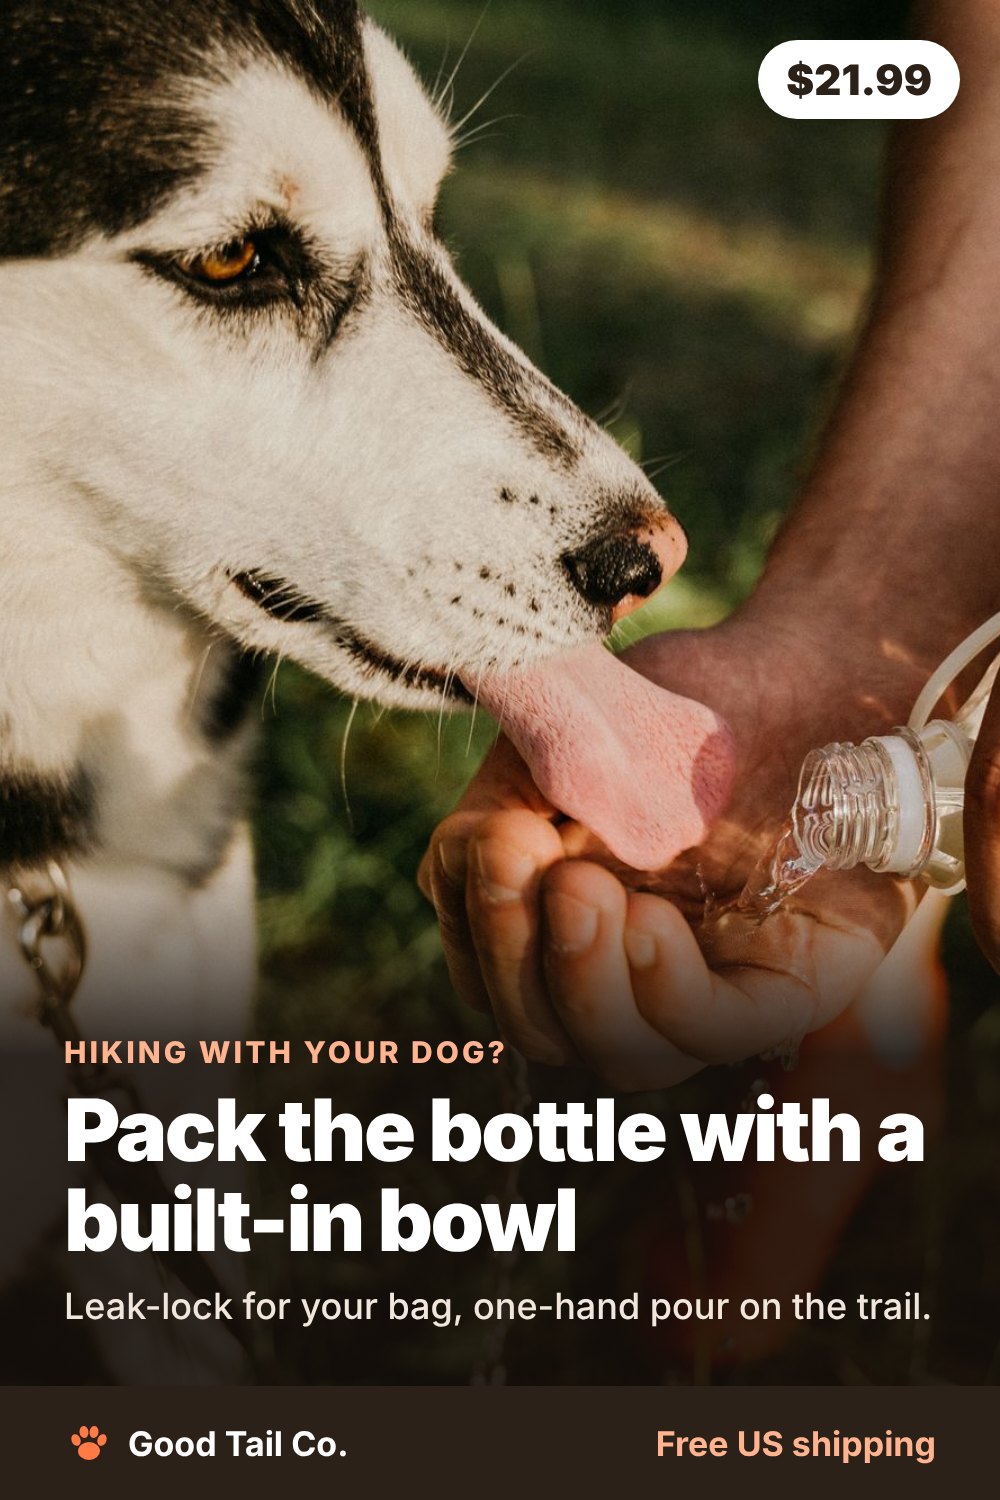 $21.99
HIKING WITH YOUR DOG?
Pack the bottle with a
built-in bowl
Leak-lock for your bag, one-hand pour on the trail.
Good Tail Co.
Free US shipping